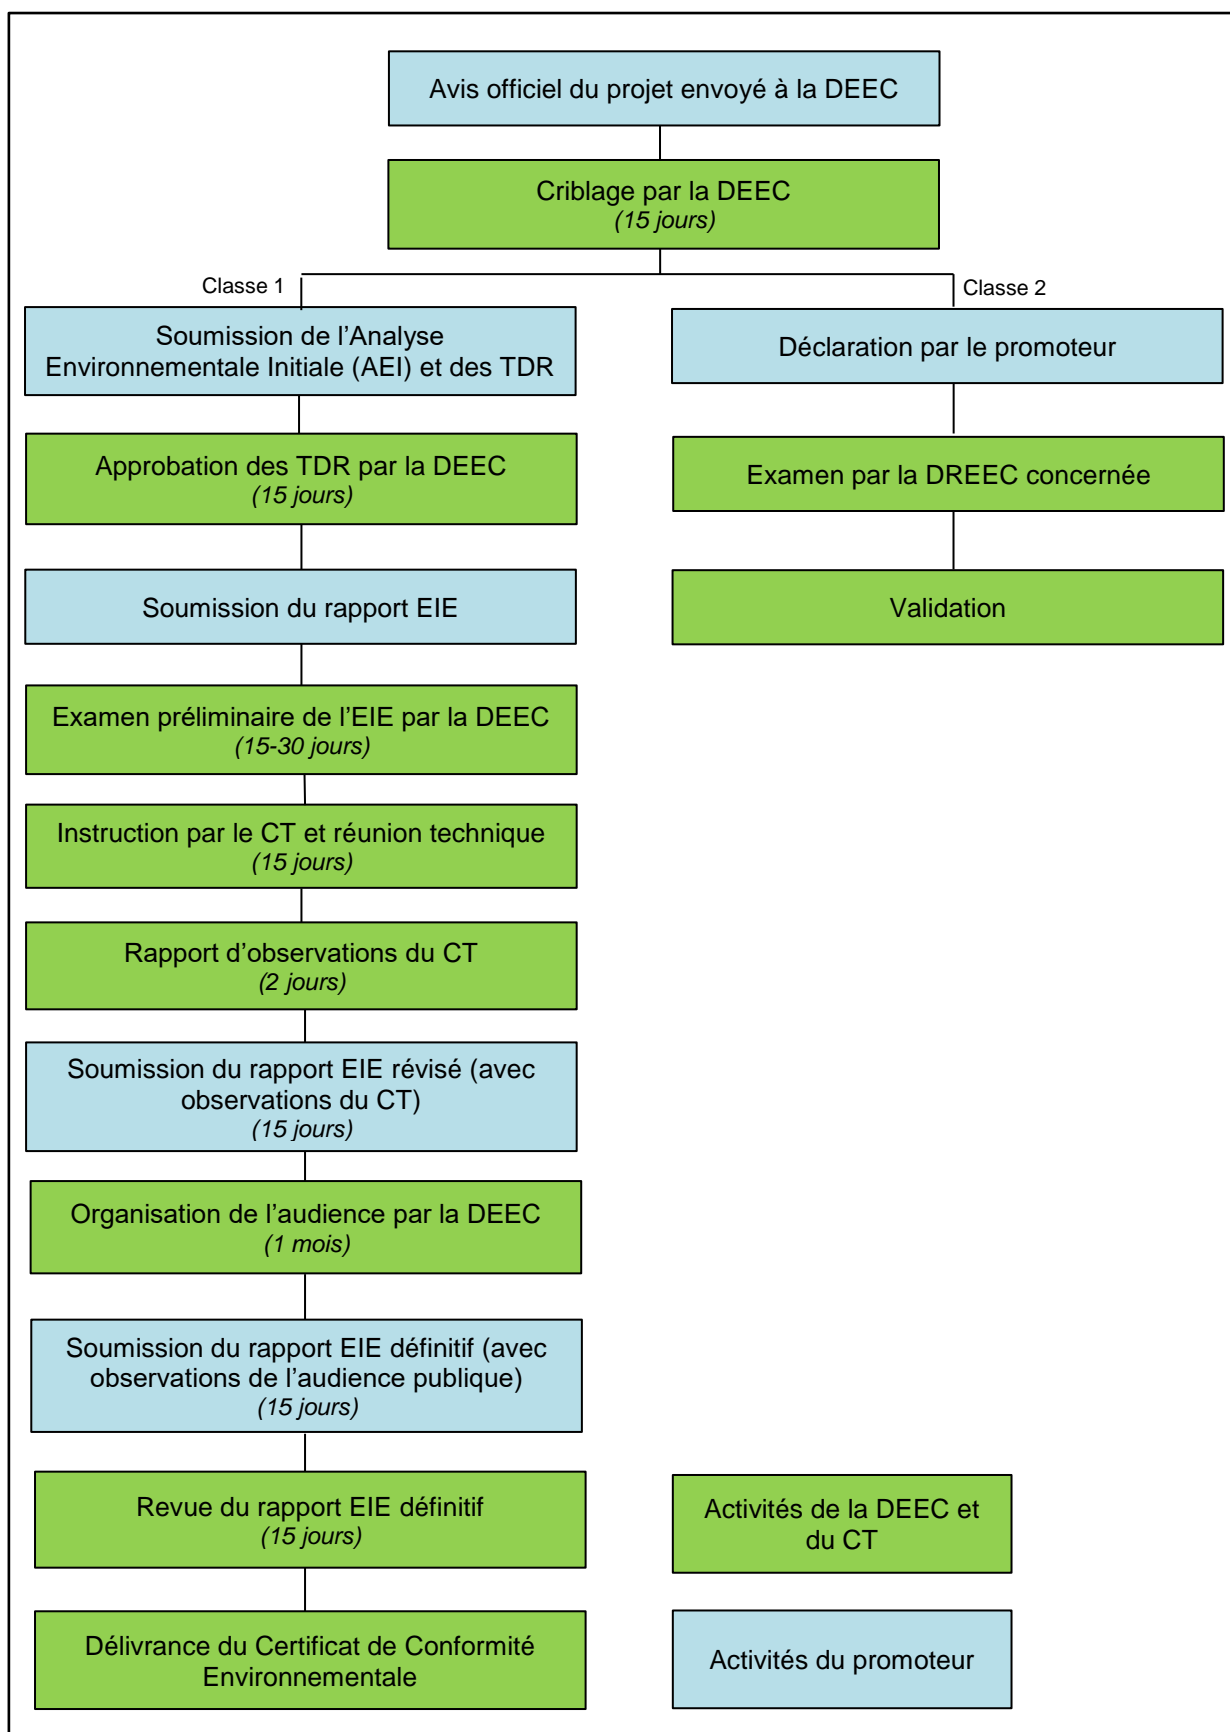 Avis officiel du projet envoyé à la DEEC
Criblage par la DEEC
(15 jours)
Classe 1
Classe 2
Soumission de l’Analyse
Environnementale Initiale (AEI) et des TDR
Déclaration par le promoteur
Approbation des TDR par la DEEC
(15 jours)
Examen par la DREEC concernée
Soumission du rapport EIE
Validation
Examen préliminaire de l’EIE par la DEEC
(15-30 jours)
Instruction par le CT et réunion technique
(15 jours)
Rapport d’observations du CT
(2 jours)
Soumission du rapport EIE révisé (avec
observations du CT)
(15 jours)
Organisation de l’audience par la DEEC
(1 mois)
Soumission du rapport EIE définitif (avec
observations de l’audience publique)
(15 jours)
Revue du rapport EIE définitif
(15 jours)
Activités de la DEEC et
du CT
Délivrance du Certificat de Conformité
Environnementale
Activités du promoteur